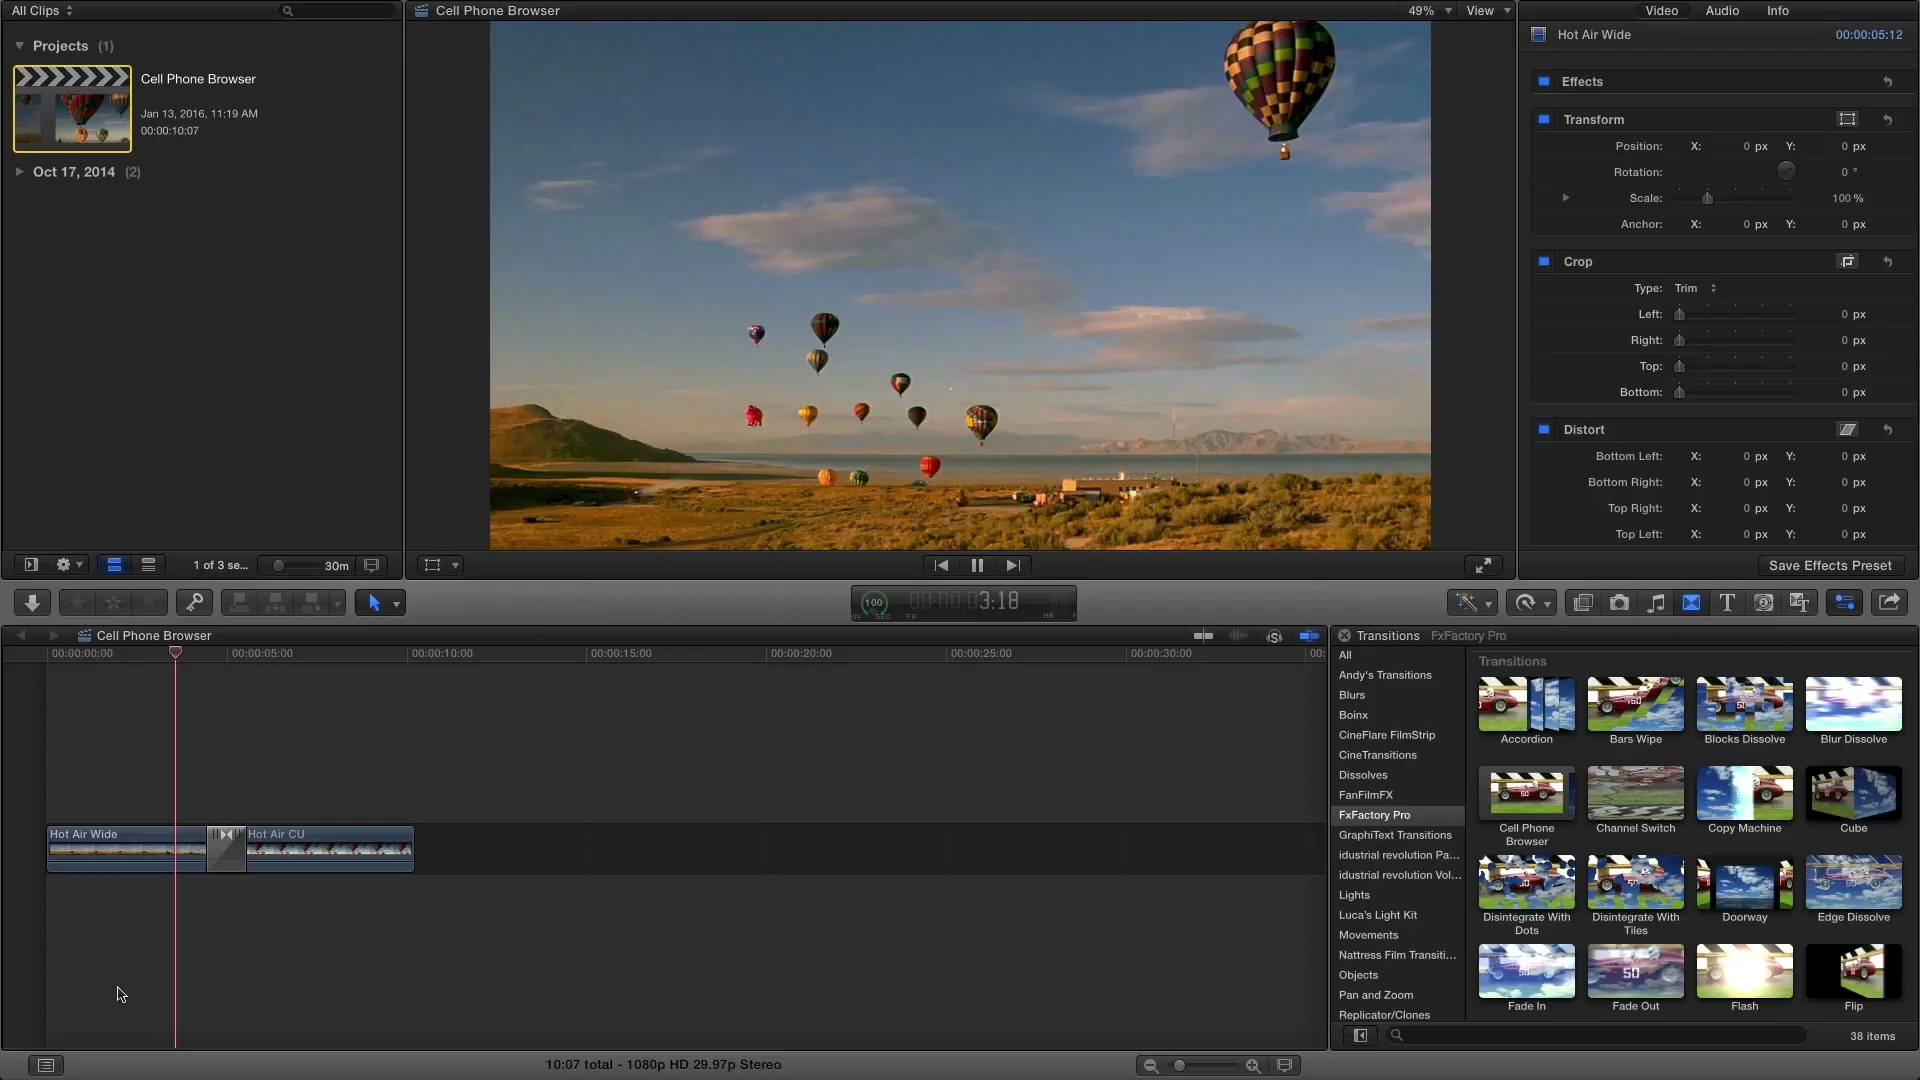 All Clips
Projects (1)
Cell Phone Browser
Jan 13, 2016, 11:19 AM
00:00:10:07
Oct 17, 2014 (2)
1 of 3 se...
30m
Cell Phone Browser
49%
View
Video
Audio
Info
Hot Air Wide
00:00:05:12
Effects
Transform
Position: X: 0 px Y: 0 px
Rotation: 0 °
Scale: 100 %
Anchor: X: 0 px Y: 0 px
Crop
Type: Trim
Left: 0 px
Right: 0 px
Top: 0 px
Bottom: 0 px
Distort
Bottom Left: X: 0 px Y: 0 px
Bottom Right: X: 0 px Y: 0 px
Top Right: X: 0 px Y: 0 px
Top Left: X: 0 px Y: 0 px
Save Effects Preset
100
00:00:03:18
HR
SEC
FR
Cell Phone Browser
00:00:00:00
00:00:05:00
00:00:10:00
00:00:15:00
00:00:20:00
00:00:25:00
00:00:30:00
00:
Hot Air Wide
Hot Air CU
10:07 total - 1080p HD 29.97p Stereo
Transitions
FxFactory Pro
All
Andy's Transitions
Blurs
Boinx
CineFlare FilmStrip
CineTransitions
Dissolves
FanFilmFX
FxFactory Pro
GraphiText Transitions
idustrial revolution Pa...
idustrial revolution Vol...
Lights
Luca's Light Kit
Movements
Nattress Film Transiti...
Objects
Pan and Zoom
Replicator/Clones
Transitions
Accordion
Bars Wipe
Blocks Dissolve
Blur Dissolve
Cell Phone
Browser
Channel Switch
Copy Machine
Cube
Disintegrate With
Dots
Disintegrate With
Tiles
Doorway
Edge Dissolve
Fade In
Fade Out
Flash
Flip
38 items